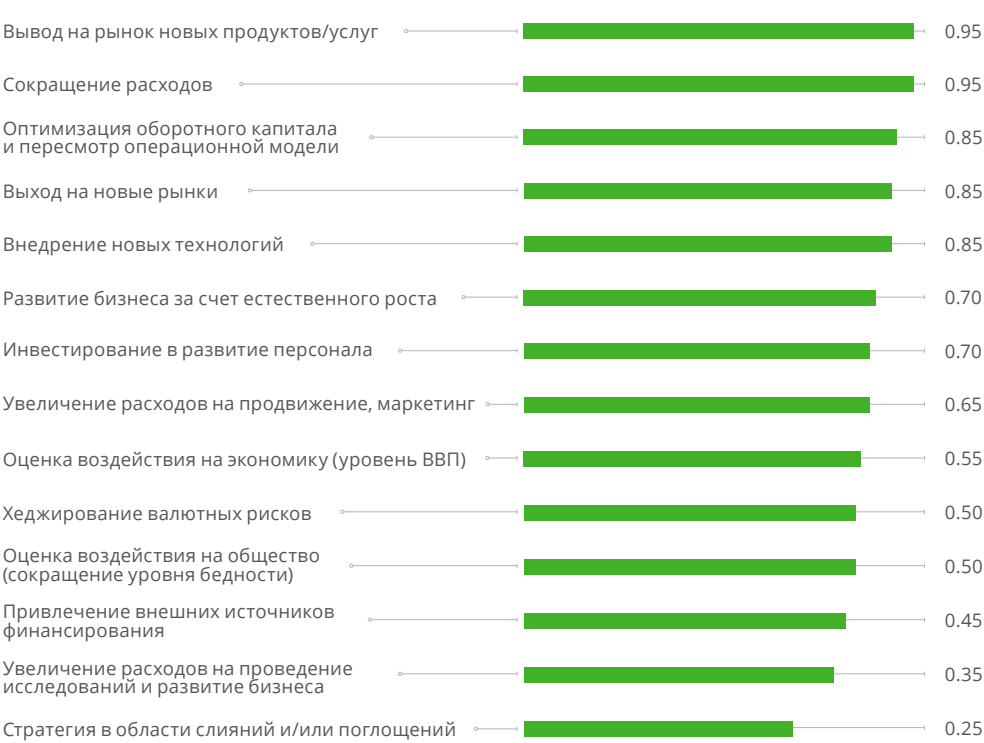 Вывод на рынок новых продуктов/услуг 0.95
Сокращение расходов 0.95
Оптимизация оборотного капитала
и пересмотр операционной модели 0.85
Выход на новые рынки 0.85
Внедрение новых технологий 0.85
Развитие бизнеса за счет естественного роста 0.70
Инвестирование в развитие персонала 0.70
Увеличение расходов на продвижение, маркетинг 0.65
Оценка воздействия на экономику (уровень ВВП) 0.55
Хеджирование валютных рисков 0.50
Оценка воздействия на общество
(сокращение уровня бедности) 0.50
Привлечение внешних источников
финансирования 0.45
Увеличение расходов на проведение
исследований и развитие бизнеса 0.35
Стратегия в области слияний и/или поглощений 0.25